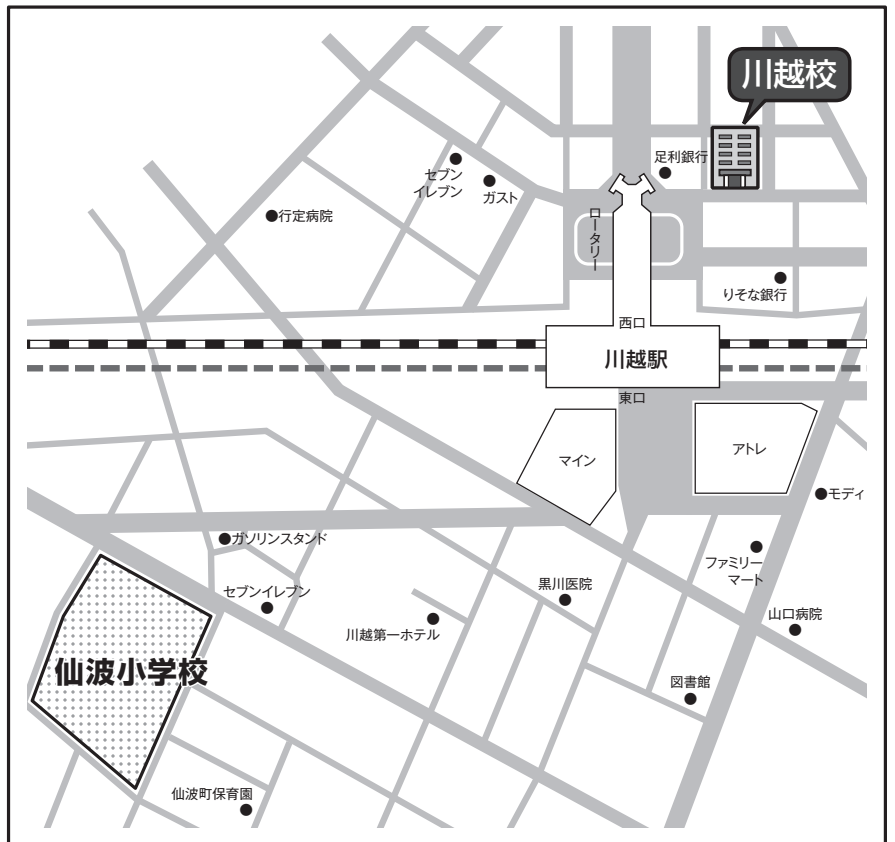 川越校
足利銀行
セブン
イレブン
ガスト
行定病院
ロータリー
りそな銀行
西口
川越駅
東口
マイン
アトレ
モディ
ガソリンスタンド
ファミリー
マート
セブンイレブン
黒川医院
山口病院
川越第一ホテル
仙波小学校
図書館
仙波町保育園